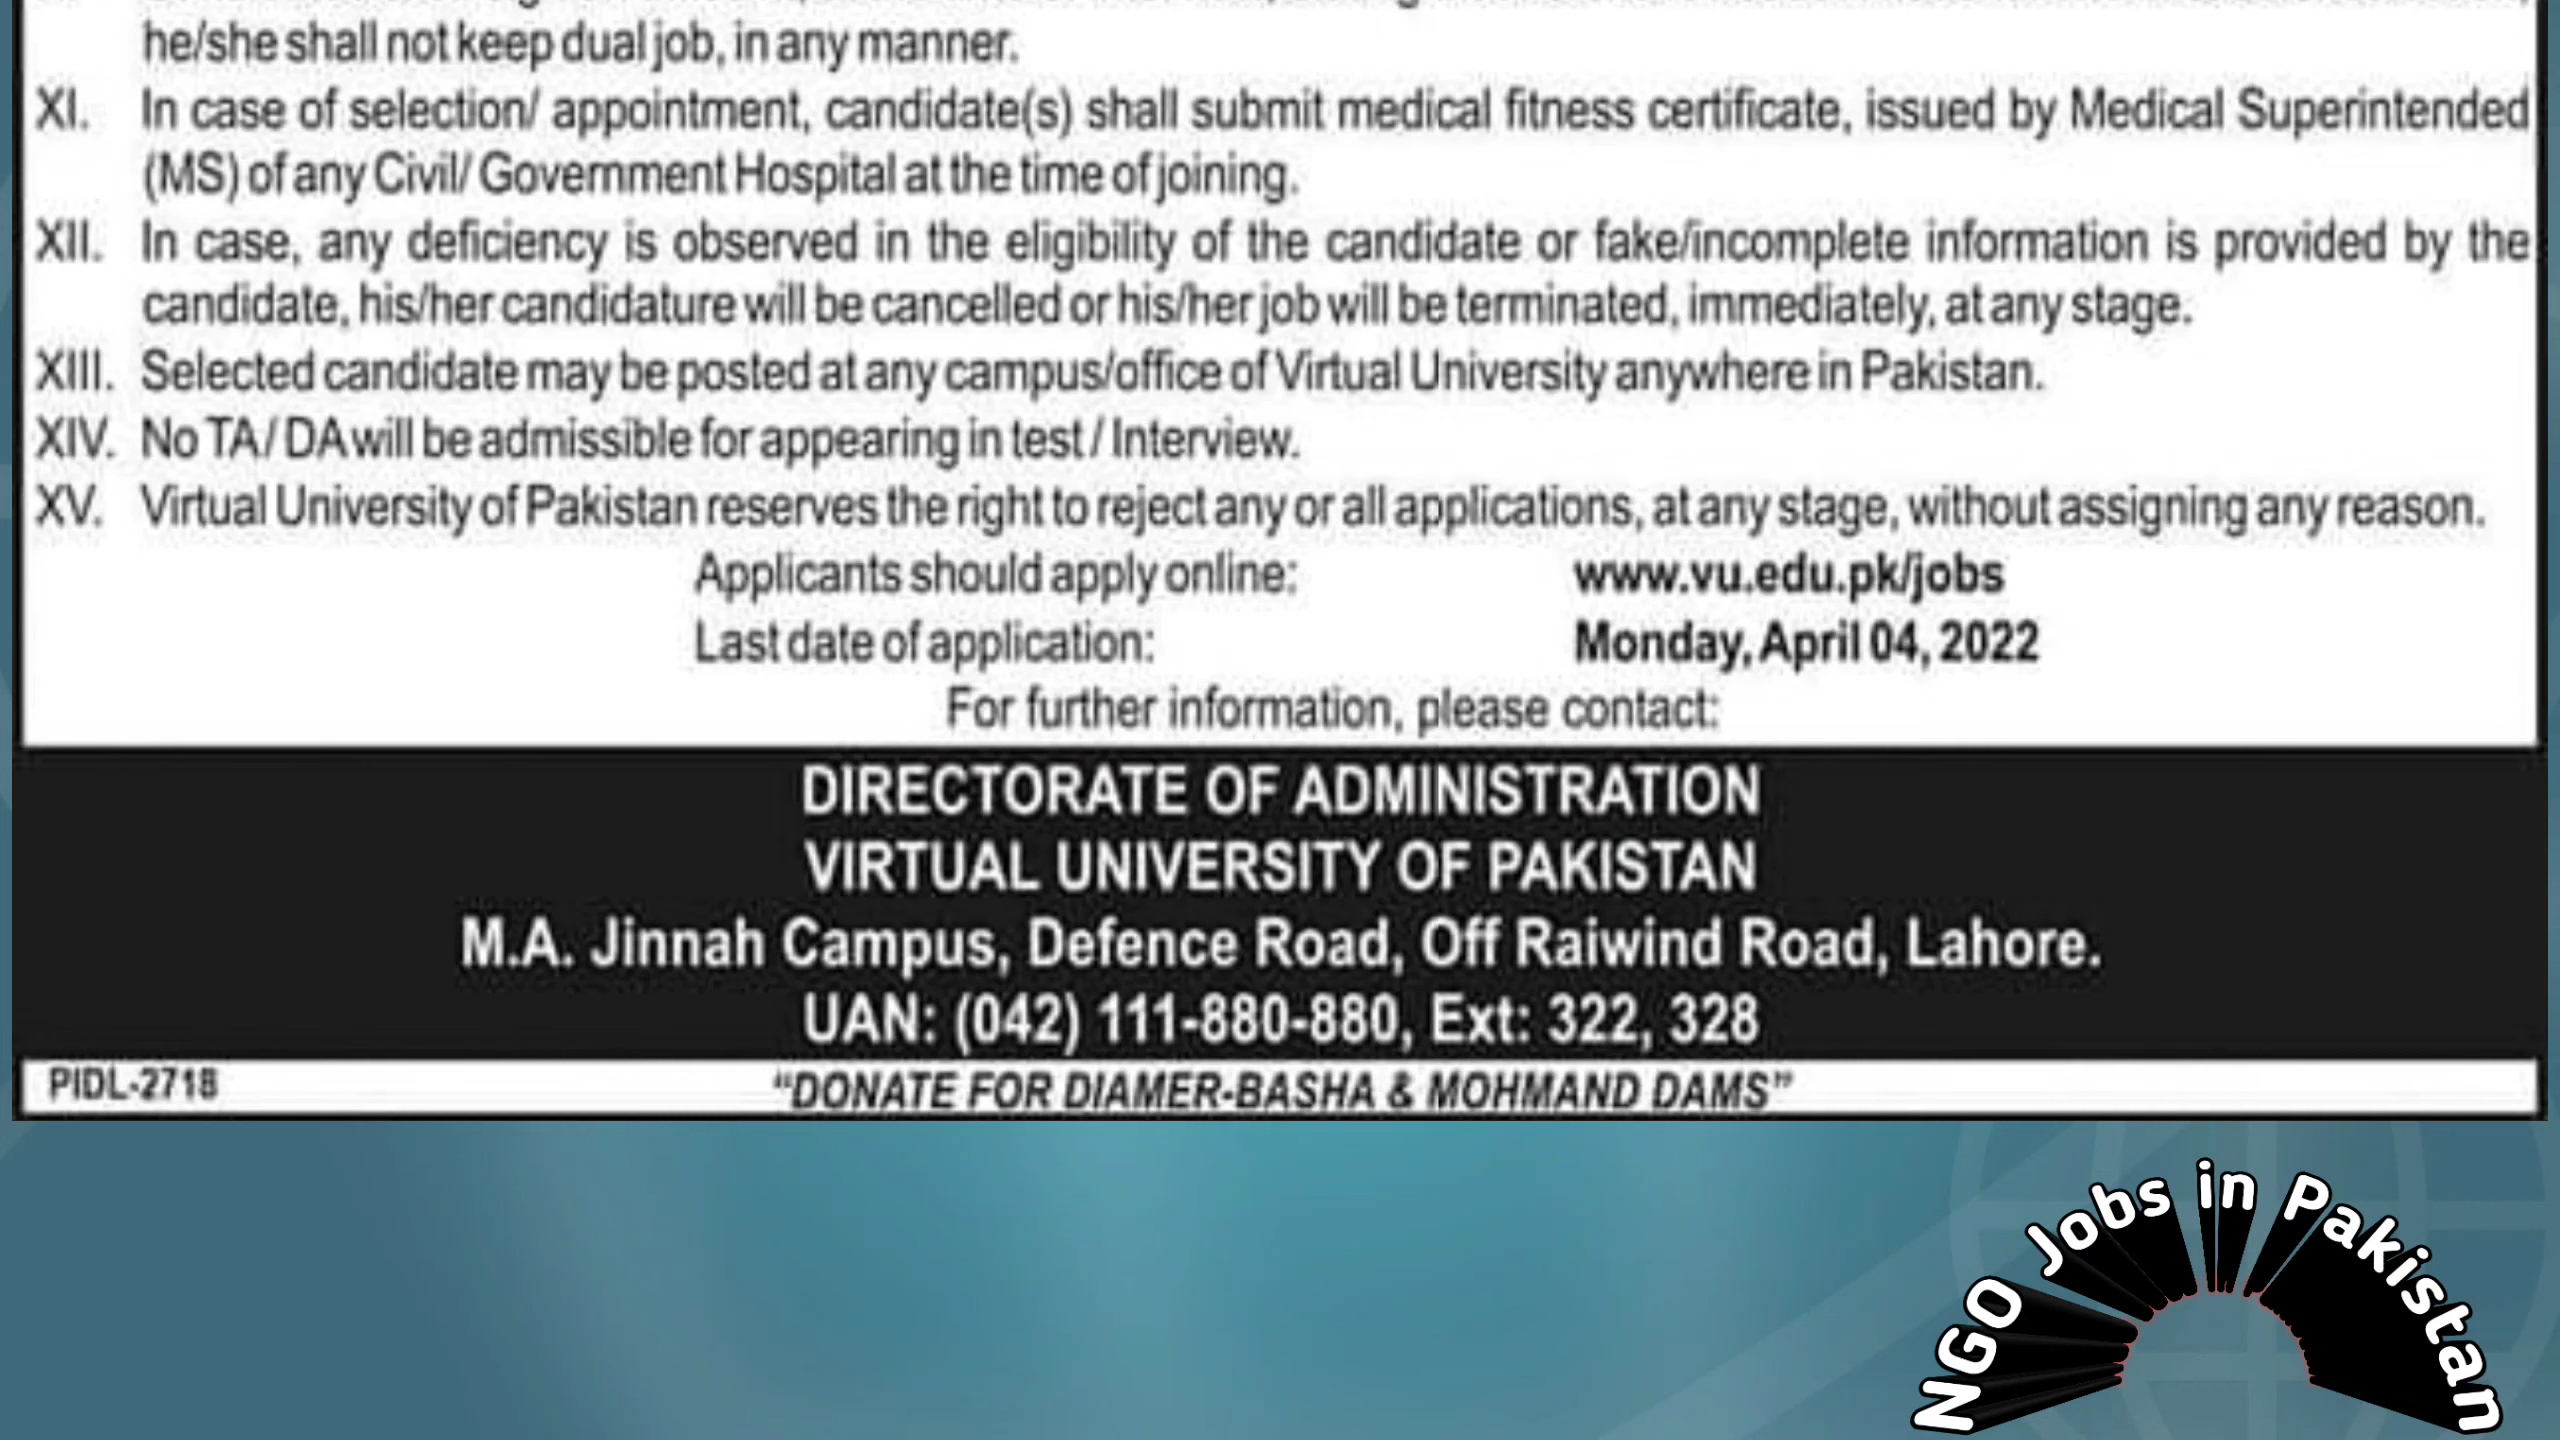 he/she shall not keep dual job, in any manner.
XI. In case of selection/ appointment, candidate(s) shall submit medical fitness certificate, issued by Medical Superintended
(MS) of any Civil/ Government Hospital at the time of joining.
XII. In case, any deficiency is observed in the eligibility of the candidate or fake/incomplete information is provided by the
candidate, his/her candidature will be cancelled or his/her job will be terminated, immediately, at any stage.
XIII. Selected candidate may be posted at any campus/office of Virtual University anywhere in Pakistan.
XIV. No TA/ DA will be admissible for appearing in test / Interview.
XV. Virtual University of Pakistan reserves the right to reject any or all applications, at any stage, without assigning any reason.
Applicants should apply online: www.vu.edu.pk/jobs
Last date of application: Monday, April 04, 2022
For further information, please contact:
DIRECTORATE OF ADMINISTRATION
VIRTUAL UNIVERSITY OF PAKISTAN
M.A. Jinnah Campus, Defence Road, Off Raiwind Road, Lahore.
UAN: (042) 111-880-880, Ext: 322, 328
PIDL-2718 “DONATE FOR DIAMER-BASHA & MOHMAND DAMS”
NGO Jobs in Pakistan